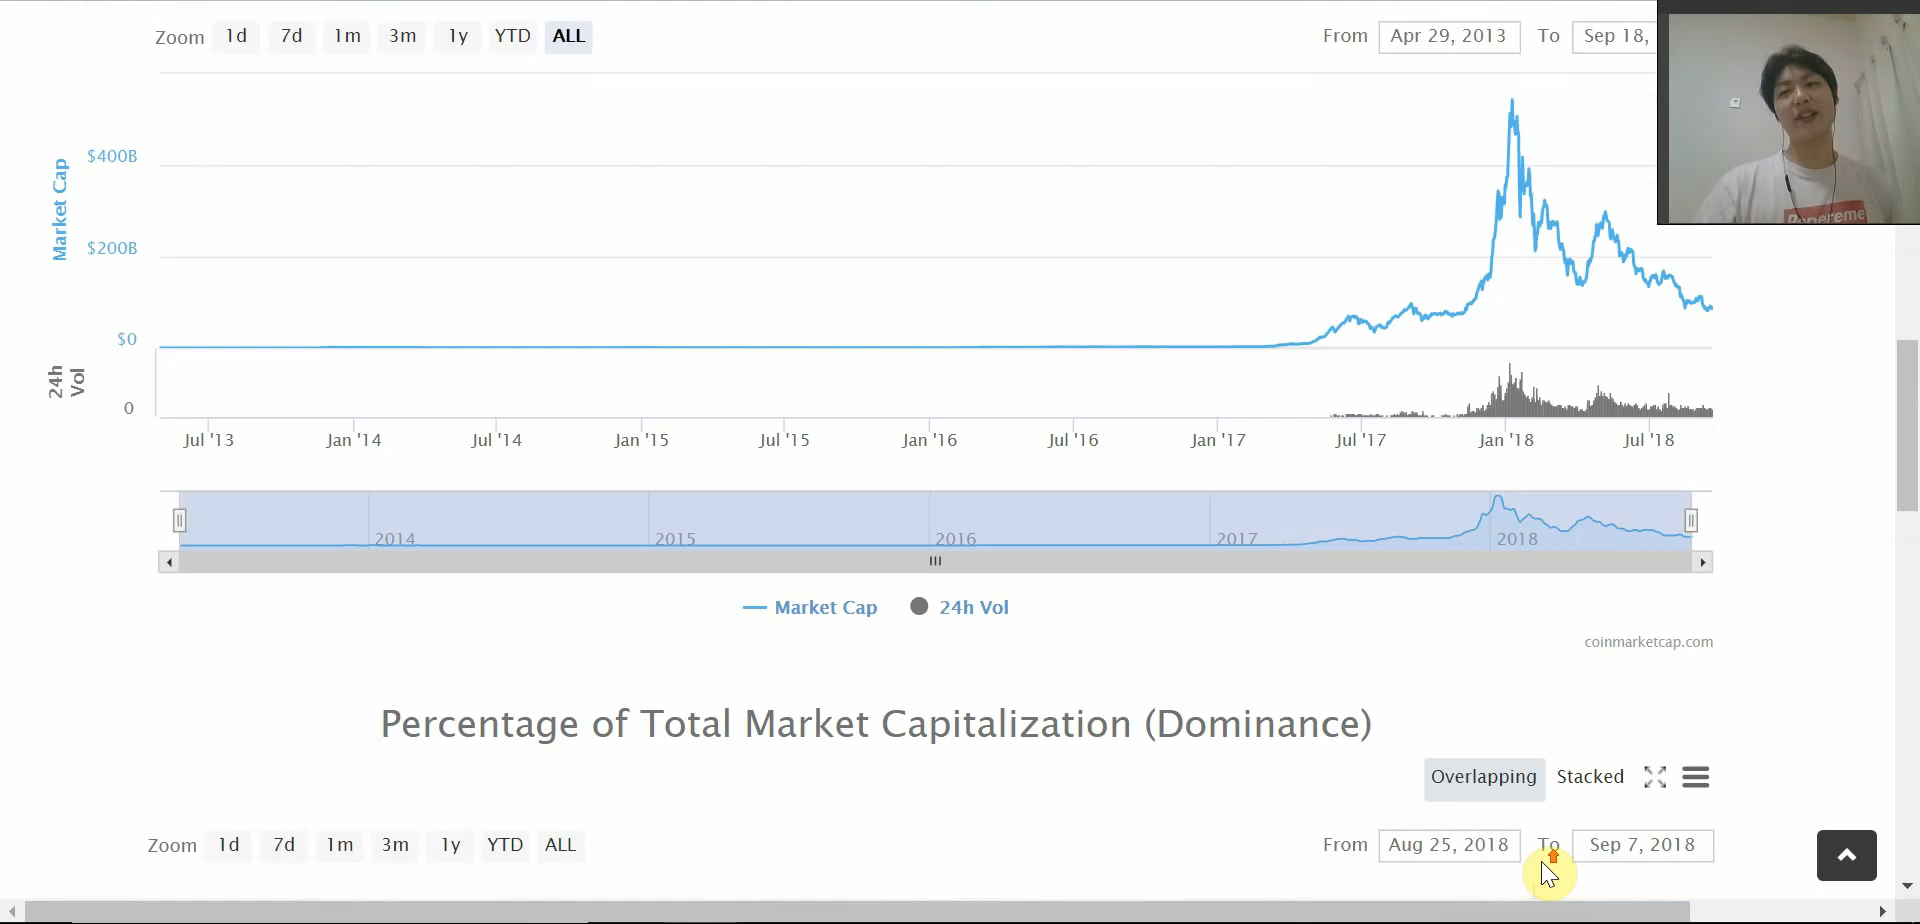 Zoom 1d 7d 1m 3m 1y YTD ALL From Apr 29, 2013 To Sep 18,
Market Cap
$400B
$200B
$0
24h Vol
0
Jul '13 Jan '14 Jul '14 Jan '15 Jul '15 Jan '16 Jul '16 Jan '17 Jul '17 Jan '18 Jul '18
2014 2015 2016 2017 2018
Market Cap 24h Vol
coinmarketcap.com
Percentage of Total Market Capitalization (Dominance)
Overlapping Stacked
Zoom 1d 7d 1m 3m 1y YTD ALL From Aug 25, 2018 To Sep 7, 2018